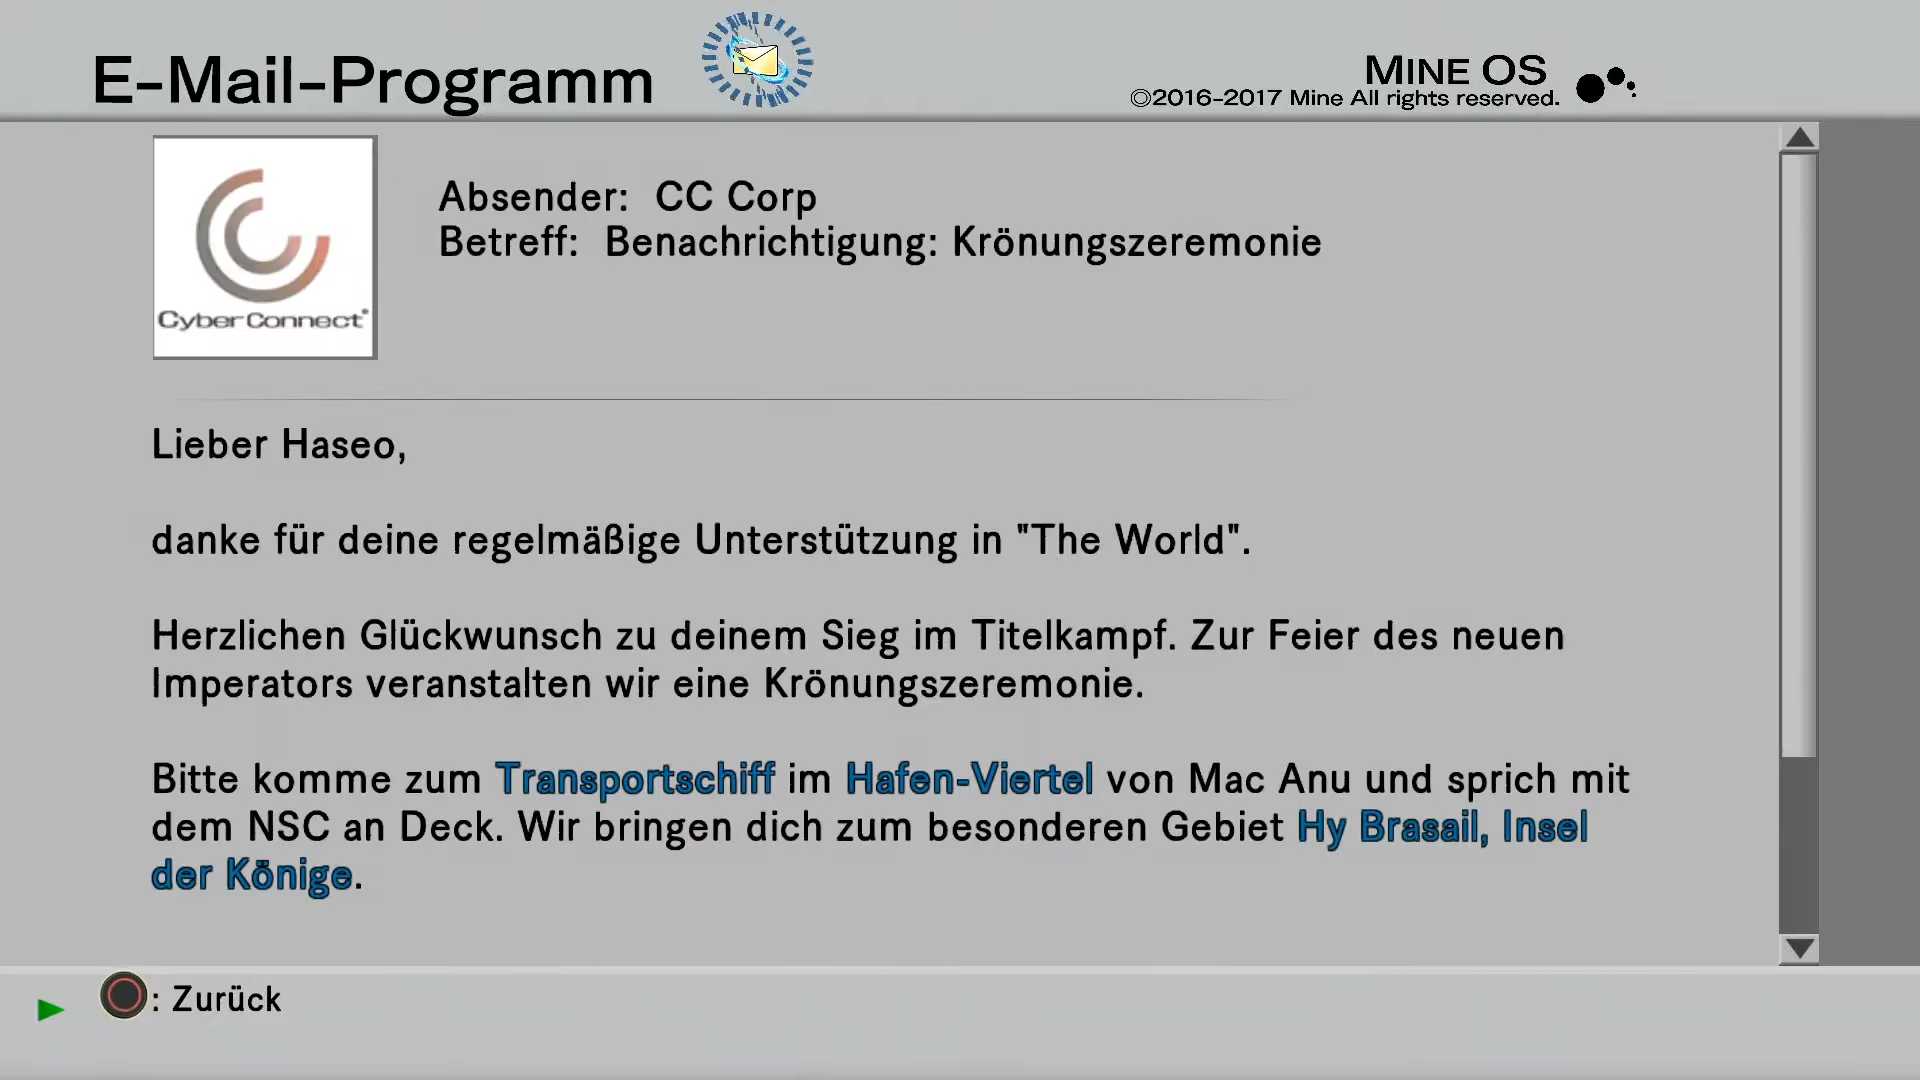 E-Mail-Programm
MINE OS
©2016-2017 Mine All rights reserved.
CyberConnect
Absender: CC Corp
Betreff: Benachrichtigung: Krönungszeremonie
Lieber Haseo,
danke für deine regelmäßige Unterstützung in "The World".
Herzlichen Glückwunsch zu deinem Sieg im Titelkampf. Zur Feier des neuen
Imperators veranstalten wir eine Krönungszeremonie.
Bitte komme zum Transportschiff im Hafen-Viertel von Mac Anu und sprich mit
dem NSC an Deck. Wir bringen dich zum besonderen Gebiet Hy Brasail, Insel
der Könige.
: Zurück